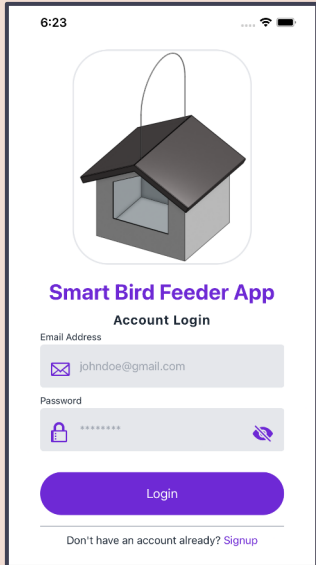 6:23
Smart Bird Feeder App
Account Login
Email Address
johndoe@gmail.com
Password
********
Login
Don't have an account already? Signup